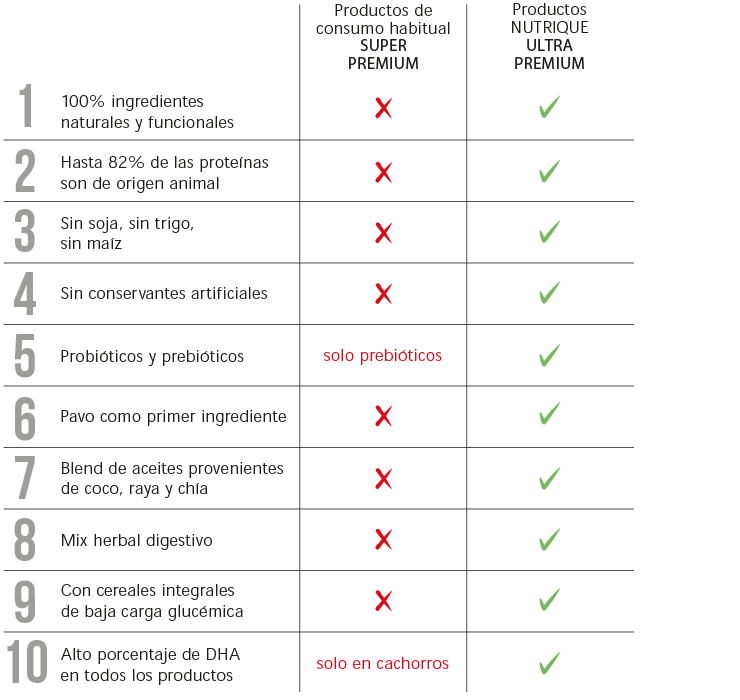 Productos de
consumo habitual
SUPER
PREMIUM
Productos
NUTRIQUE
ULTRA
PREMIUM
1
100% ingredientes
naturales y funcionales
2
Hasta 82% de las proteínas
son de origen animal
3
Sin soja, sin trigo,
sin maíz
4
Sin conservantes artificiales
5
Probióticos y prebióticos
solo prebióticos
6
Pavo como primer ingrediente
7
Blend de aceites provenientes
de coco, raya y chía
8
Mix herbal digestivo
9
Con cereales integrales
de baja carga glucémica
10
Alto porcentaje de DHA
en todos los productos
solo en cachorros